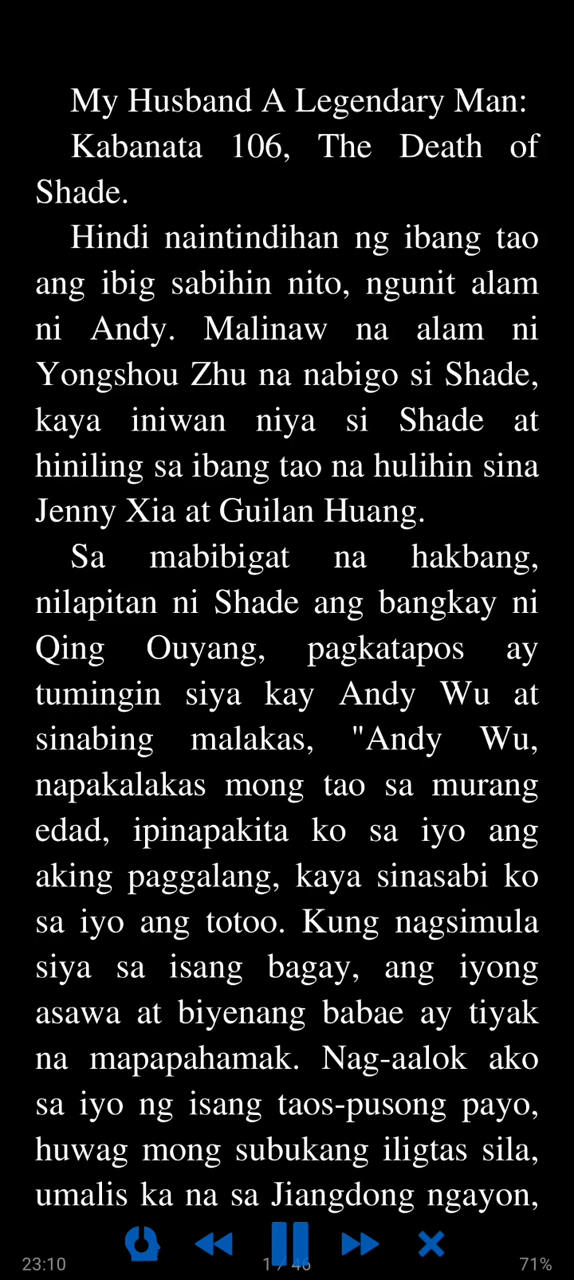 My Husband A Legendary Man:
Kabanata 106, The Death of
Shade.
Hindi naintindihan ng ibang tao
ang ibig sabihin nito, ngunit alam
ni Andy. Malinaw na alam ni
Yongshou Zhu na nabigo si Shade,
kaya iniwan niya si Shade at
hiniling sa ibang tao na hulihin sina
Jenny Xia at Guilan Huang.
Sa mabibigat na hakbang,
nilapitan ni Shade ang bangkay ni
Qing Ouyang, pagkatapos ay
tumingin siya kay Andy Wu at
sinabing malakas, "Andy Wu,
napakalakas mong tao sa murang
edad, ipinapakita ko sa iyo ang
aking paggalang, kaya sinasabi ko
sa iyo ang totoo. Kung nagsimula
siya sa isang bagay, ang iyong
asawa at biyenang babae ay tiyak
na mapapahamak. Nag-aalok ako
sa iyo ng isang taos-pusong payo,
huwag mong subukang iligtas sila,
umalis ka na sa Jiangdong ngayon,
23:10 1 / 46 71%